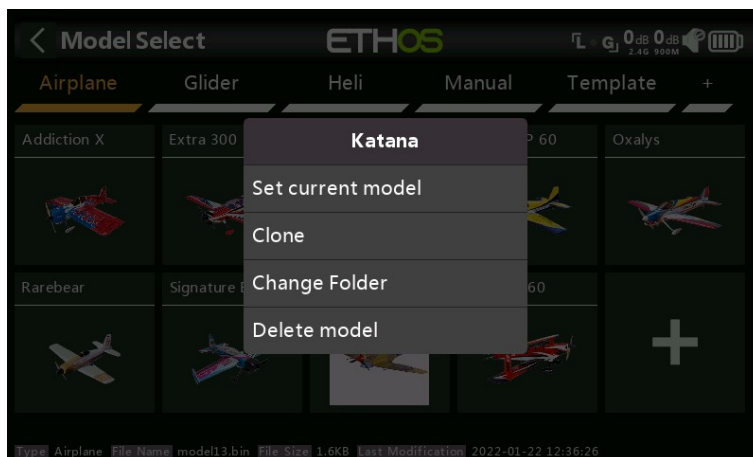 Model Select
ETHOS
L G 0dB 0dB
2.4G 900M
Airplane Glider Heli Manual Template +
Addiction X Extra 300 P 60 Oxalys
Katana
Set current model
Clone
Change Folder
Delete model
Rarebear Signature 60
Type Airplane File Name model13.bin File Size 1.6KB Last Modification 2022-01-22 12:36:26